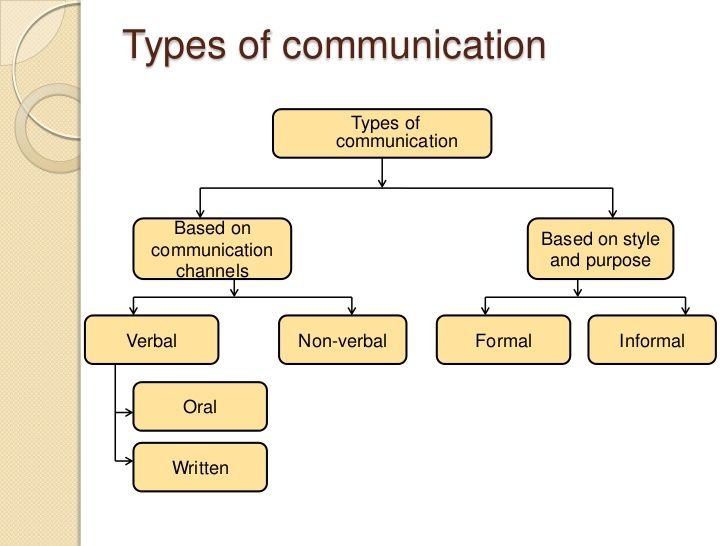 Types of communication
Types of
communication
Based on
communication
channels
Based on style
and purpose
Verbal
Non-verbal
Formal
Informal
Oral
Written